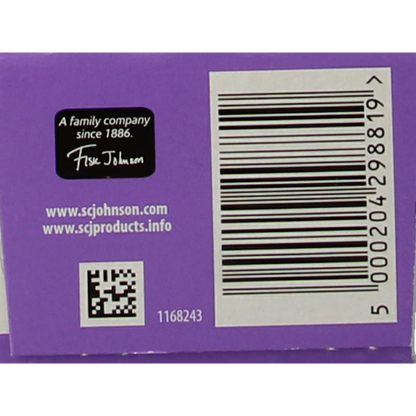 A family company
since 1886.
Fisk Johnson
www.scjohnson.com
www.scjproducts.info
1168243
5 000204 298819 >